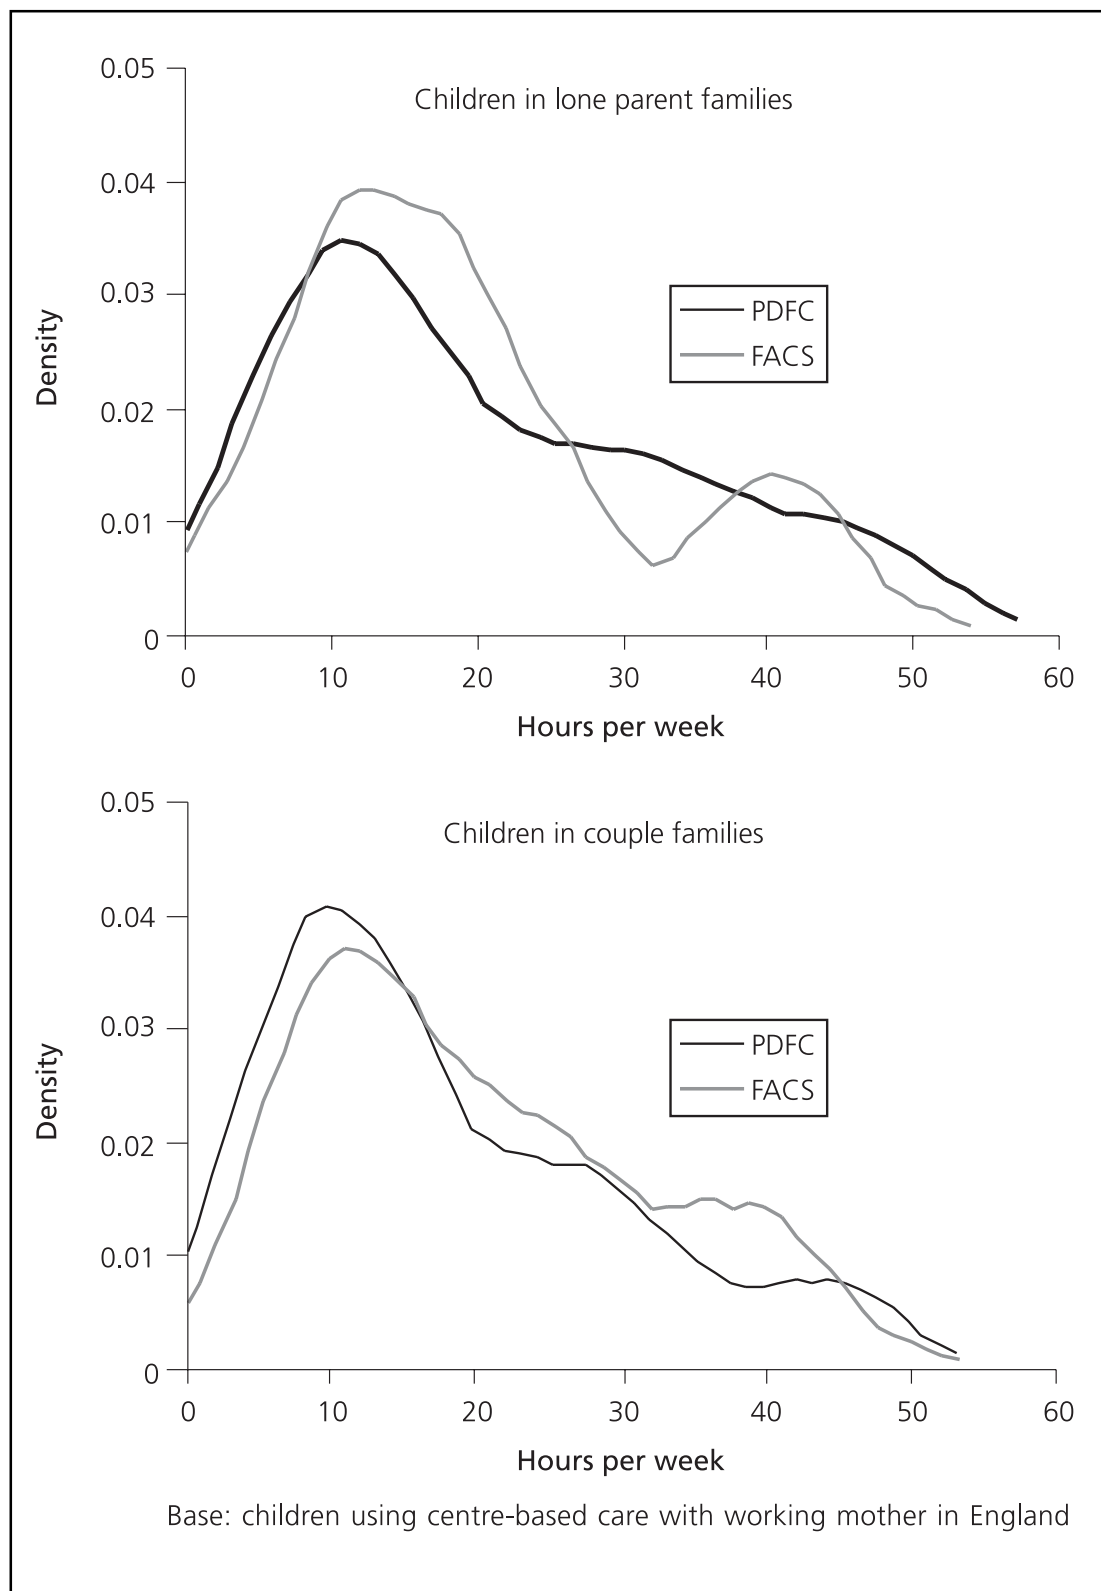 0.05
Children in lone parent families
0.04
0.03
PDFC
FACS
0.02
0.01
0
Density
0 10 20 30 40 50 60
Hours per week
0.05
Children in couple families
0.04
0.03
PDFC
FACS
0.02
0.01
0
Density
0 10 20 30 40 50 60
Hours per week
Base: children using centre-based care with working mother in England